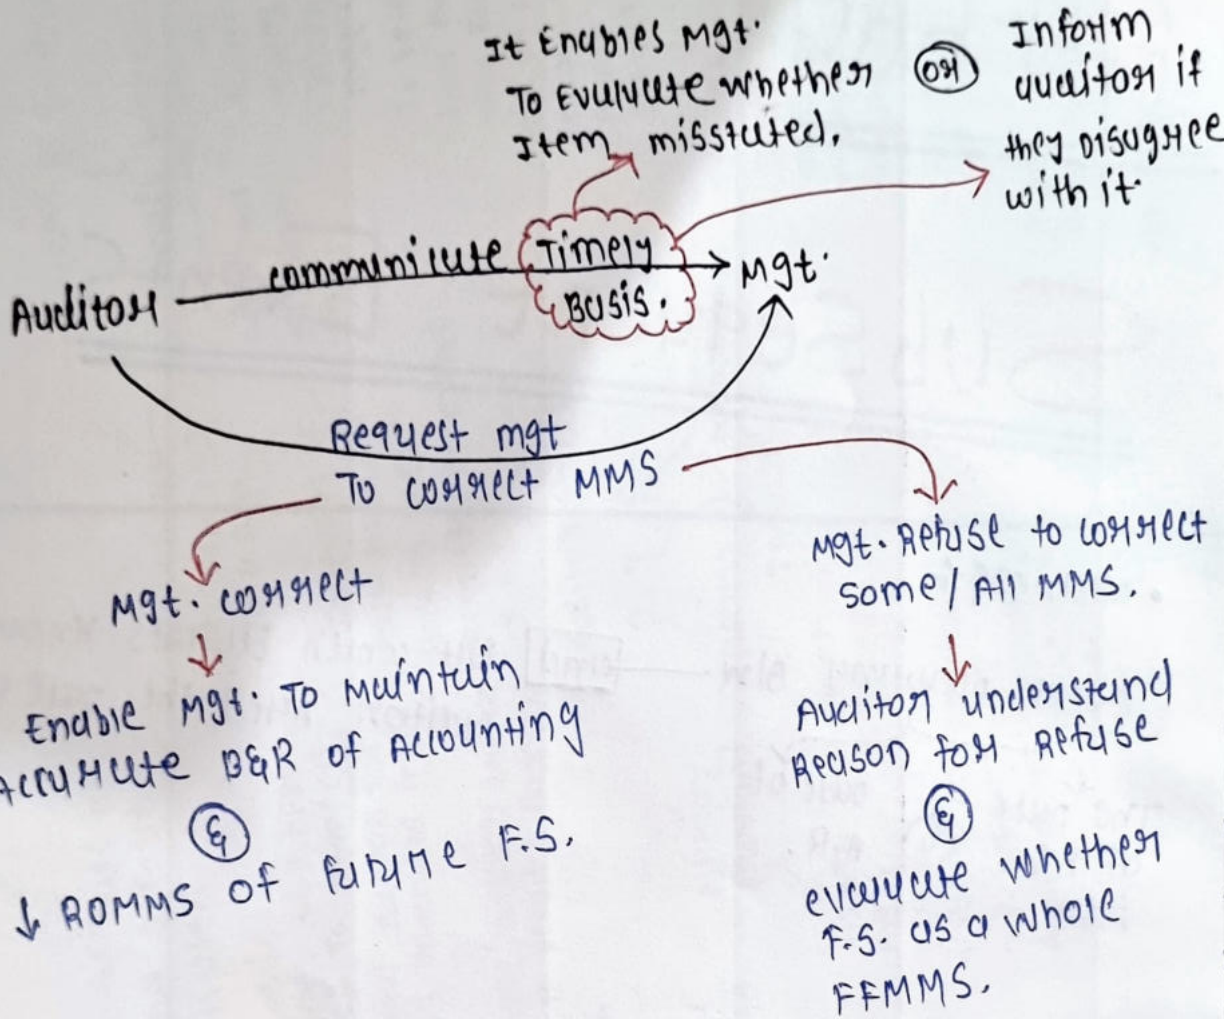 It Enables Mgt.
To Evaluate whether
Item misstated.
OR
Inform
auditor if
they Disagree
with it.
Auditor
communicate
Timely
Basis.
Mgt.
Request mgt
To correct MMS
Mgt. correct
Enable Mgt. To Maintain
Accurate B&R of Accounting
&
↓ ROMMS of future F.S.
Mgt. Refuse to correct
some/All MMS.
Auditor understand
Reason for Refuse
&
evaluate whether
F.S. as a whole
FFMMS.